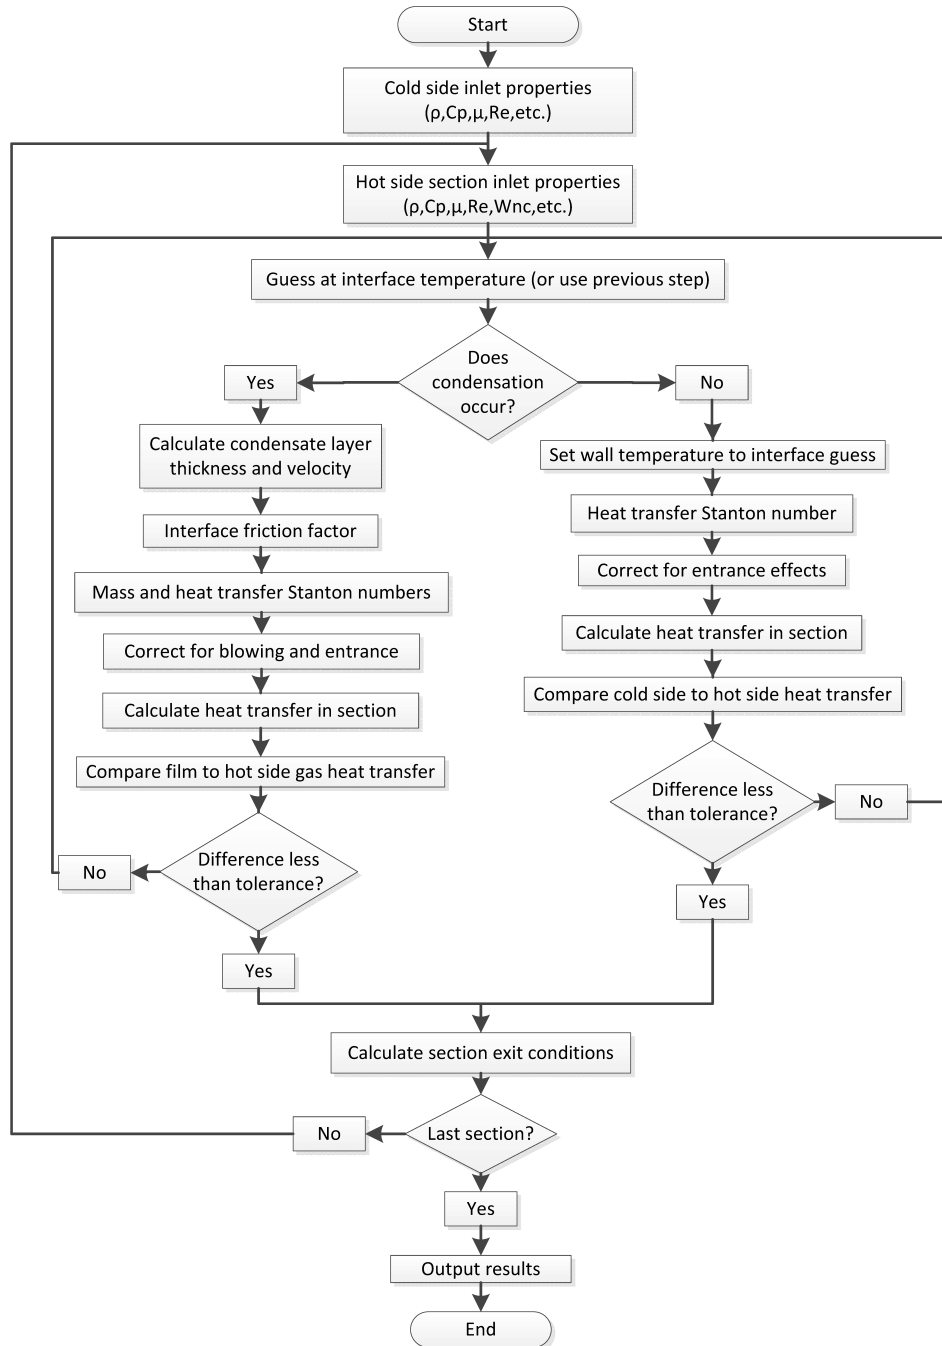 Start
Cold side inlet properties
(ρ,Cp,μ,Re,etc.)
Hot side section inlet properties
(ρ,Cp,μ,Re,Wnc,etc.)
Guess at interface temperature (or use previous step)
Does
condensation
occur?
Yes
No
Calculate condensate layer
thickness and velocity
Interface friction factor
Mass and heat transfer Stanton numbers
Correct for blowing and entrance
Calculate heat transfer in section
Compare film to hot side gas heat transfer
Difference less
than tolerance?
No
Yes
Set wall temperature to interface guess
Heat transfer Stanton number
Correct for entrance effects
Calculate heat transfer in section
Compare cold side to hot side heat transfer
Difference less
than tolerance?
No
Yes
Calculate section exit conditions
Last section?
No
Yes
Output results
End